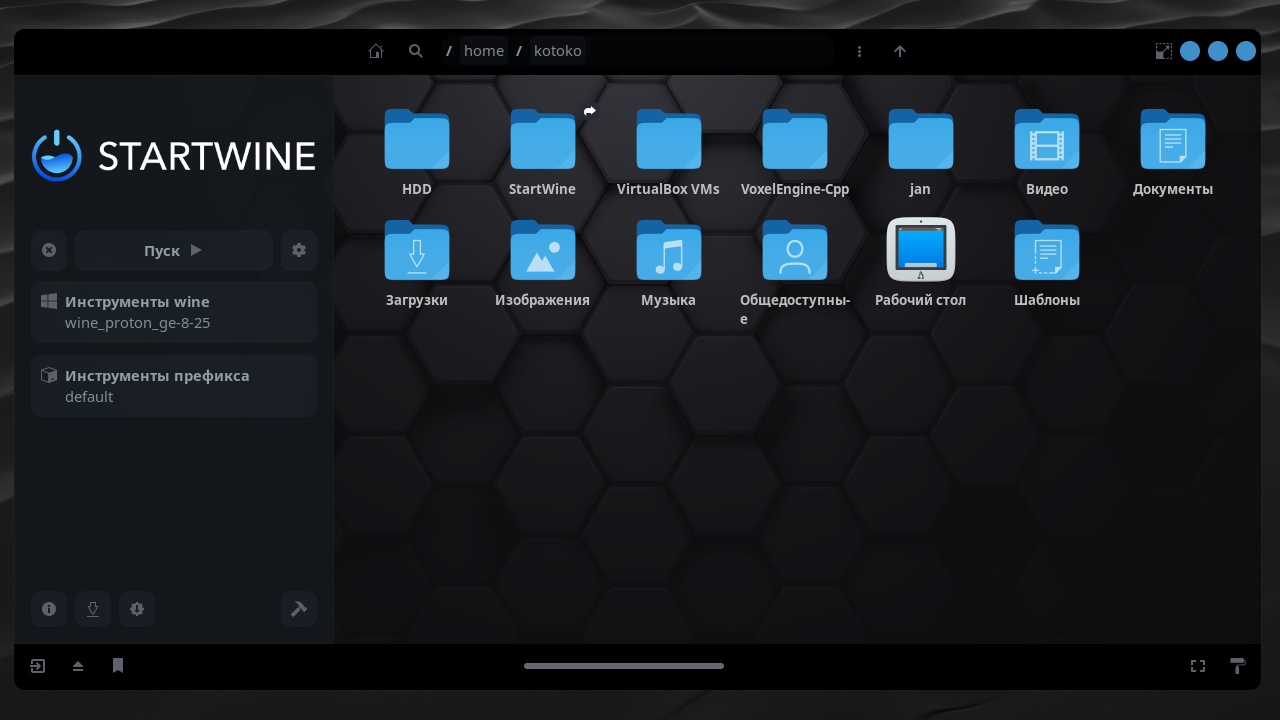 / home / kotoko
STARTWINE
Пуск
Инструменты wine
wine_proton_ge-8-25
Инструменты префикса
default
HDD
StartWine
VirtualBox VMs
VoxelEngine-Cpp
jan
Видео
Документы
Загрузки
Изображения
Музыка
Общедоступны-
е
Рабочий стол
Шаблоны